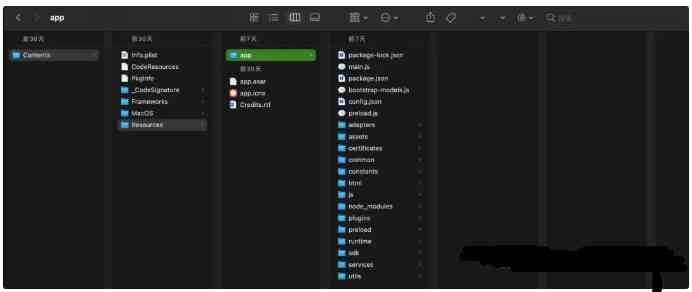 app
搜索
前30天
Contents
前30天
Info.plist
CodeResources
PkgInfo
_CodeSignature
Frameworks
MacOS
Resources
前7天
app
前30天
app.asar
app.icns
Credits.rtf
前7天
package-lock.json
main.js
package.json
bootstrap-models.js
config.json
preload.js
adapters
assets
certificates
common
constants
html
js
node_modules
plugins
preload
runtime
sdk
services
utils